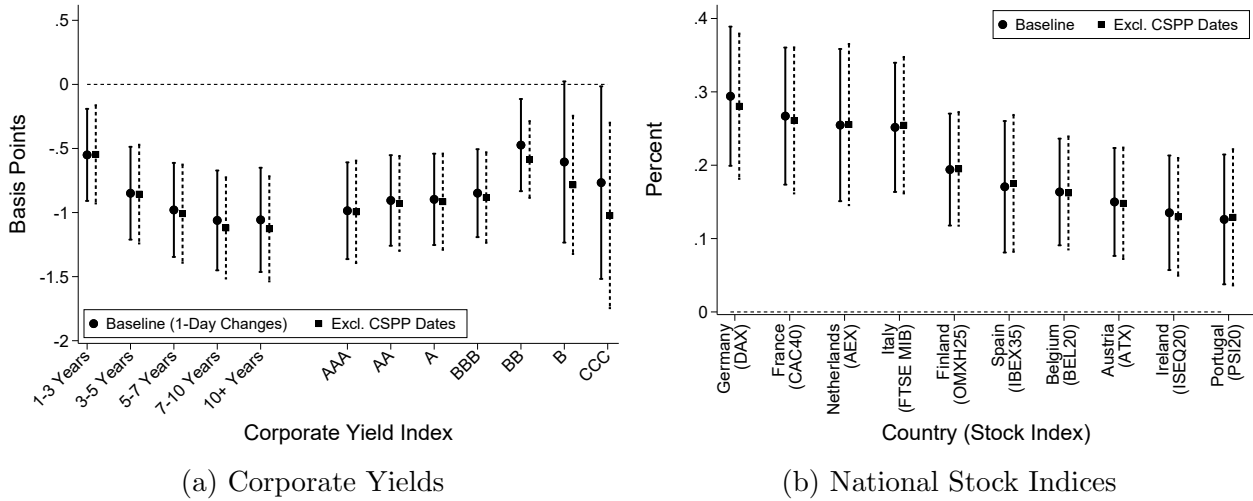 .5
0
-.5
-1
-1.5
-2
Basis Points
Baseline (1-Day Changes)
Excl. CSPP Dates
1-3 Years
3-5 Years
5-7 Years
7-10 Years
10+ Years
AAA
AA
A
BBB
BB
B
CCC
Corporate Yield Index
(a) Corporate Yields
.4
.3
.2
.1
0
Percent
Baseline
Excl. CSPP Dates
Germany
(DAX)
France
(CAC40)
Netherlands
(AEX)
Italy
(FTSE MIB)
Finland
(OMXH25)
Spain
(IBEX35)
Belgium
(BEL20)
Austria
(ATX)
Ireland
(ISEQ20)
Portugal
(PSI20)
Country (Stock Index)
(b) National Stock Indices